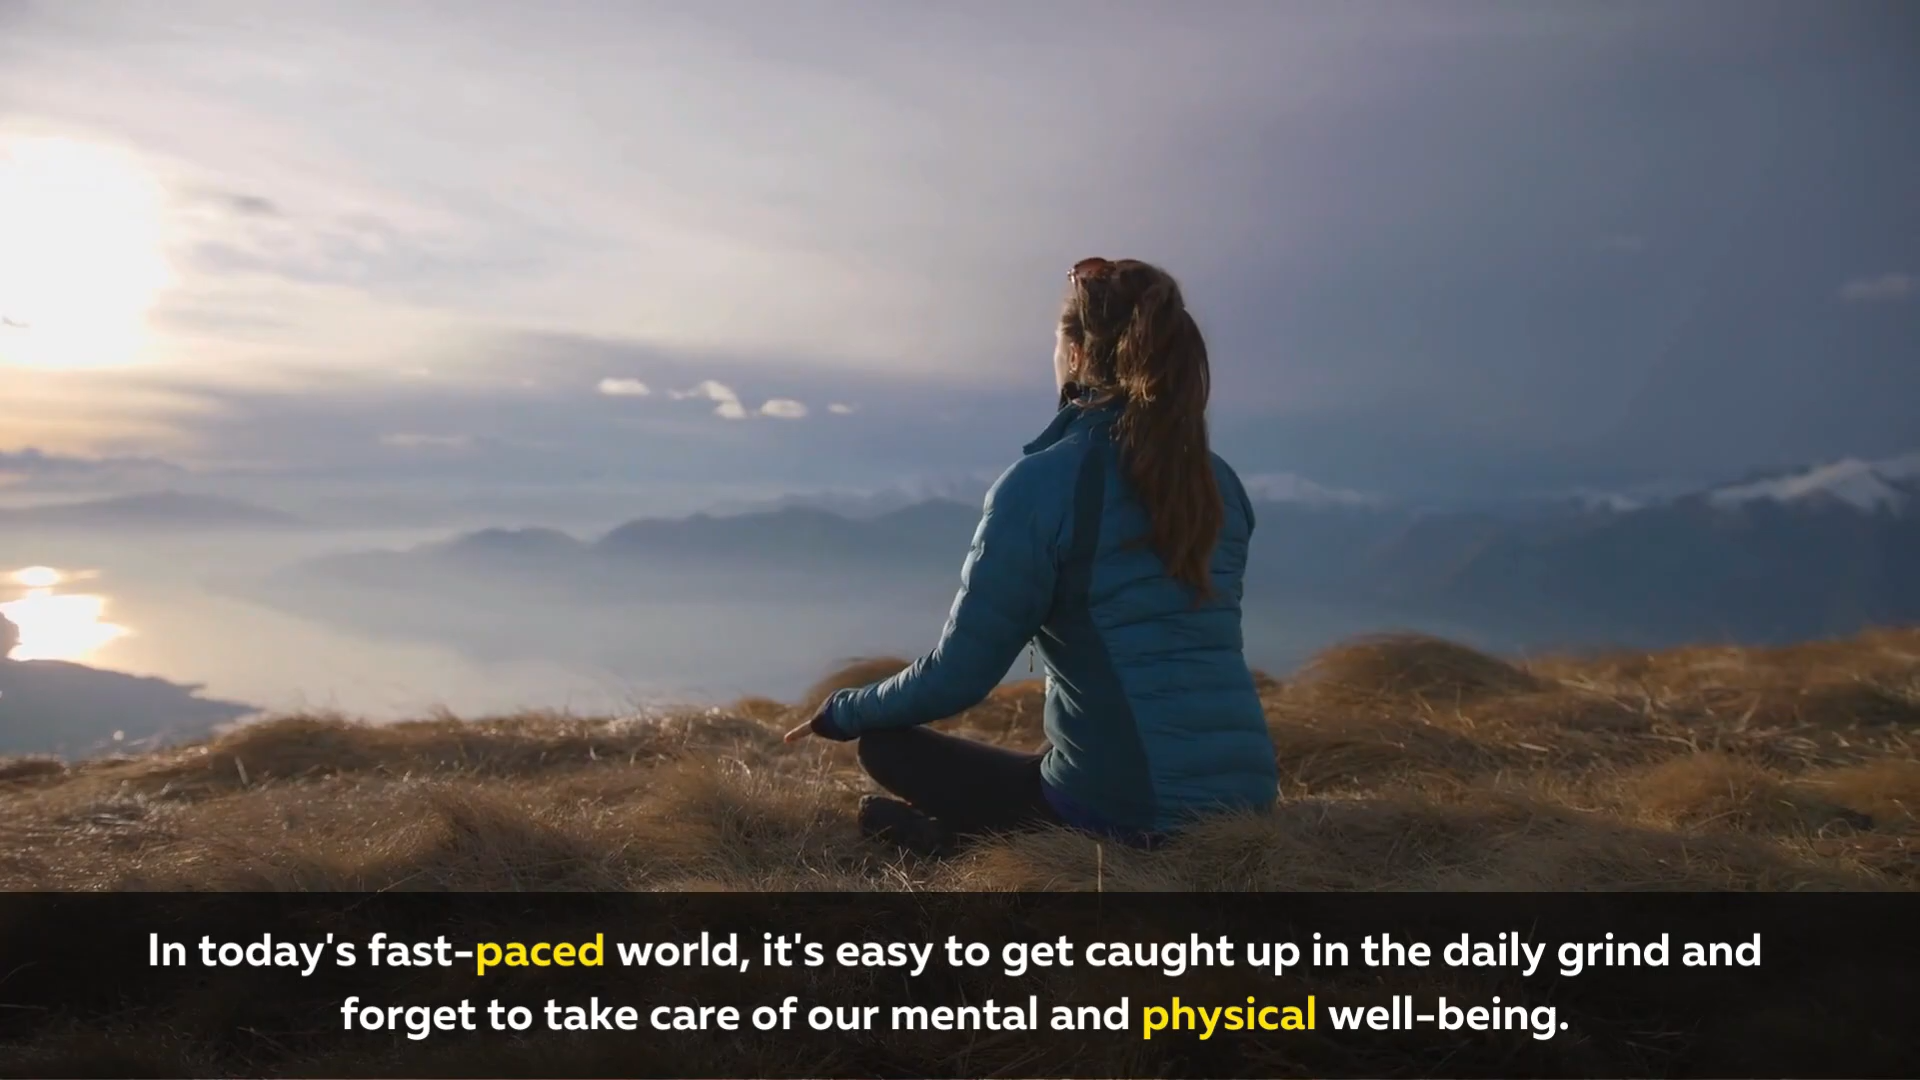 In today's fast-paced world, it's easy to get caught up in the daily grind and
forget to take care of our mental and physical well-being.